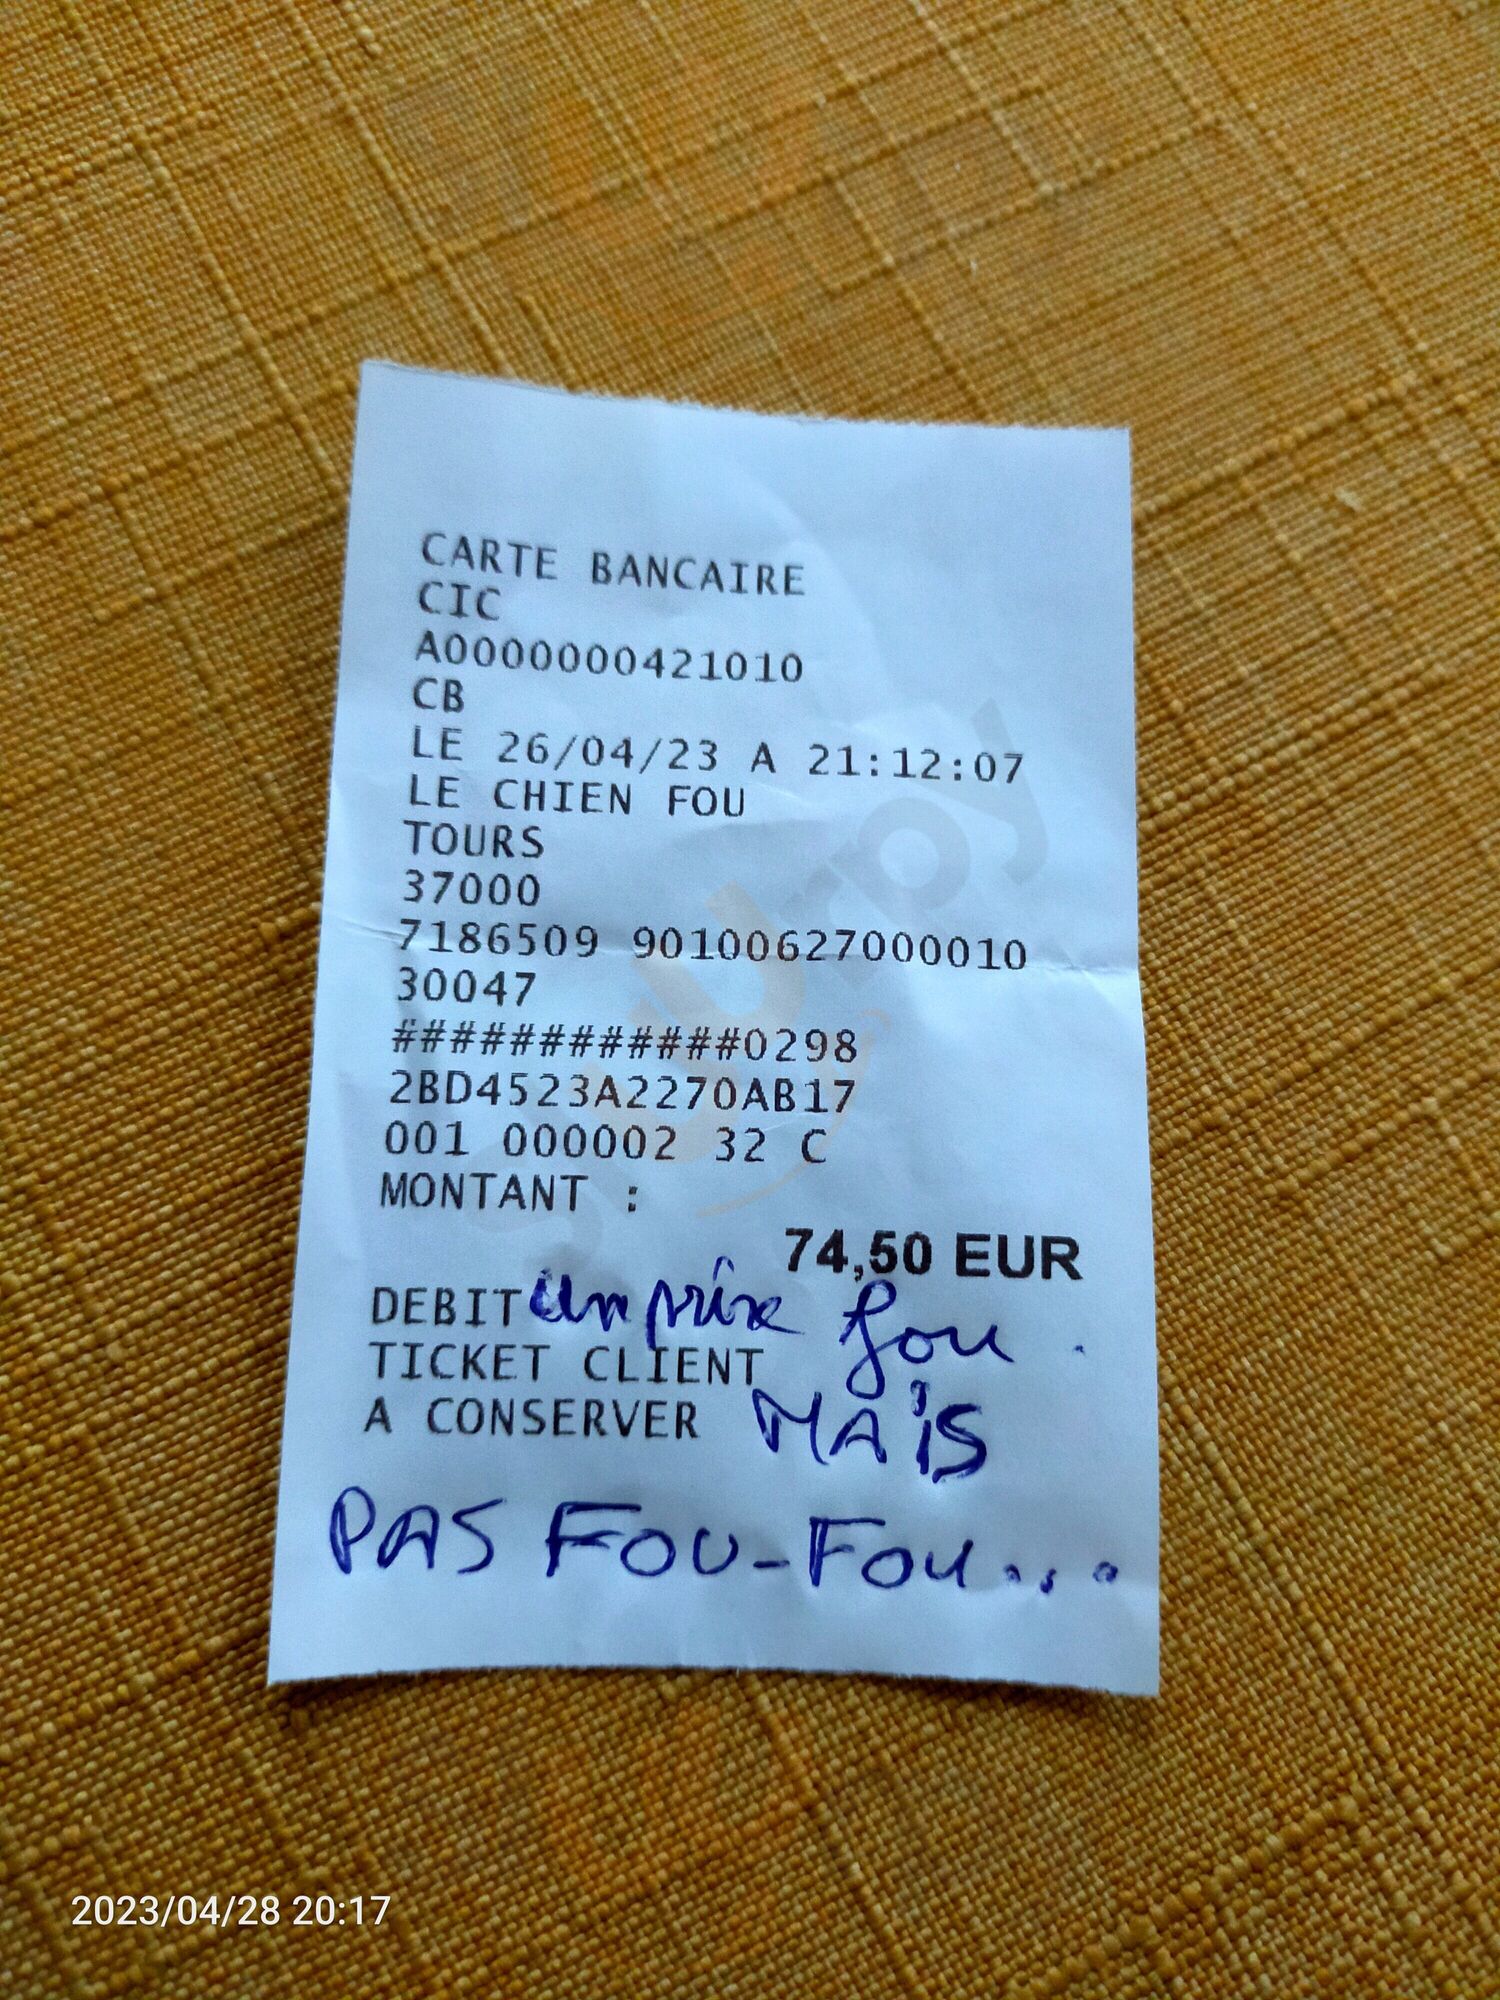 CARTE BANCAIRE
CIC
A0000000421010
CB
LE 26/04/23 A 21:12:07
LE CHIEN FOU
TOURS
37000
7186509 90100627000010
30047
############0298
2BD4523A2270AB17
001 000002 32 C
MONTANT :
74,50 EUR
DEBIT un prix fou.
TICKET CLIENT
A CONSERVER MAIS
PAS FOU-FOU...
2023/04/28 20:17